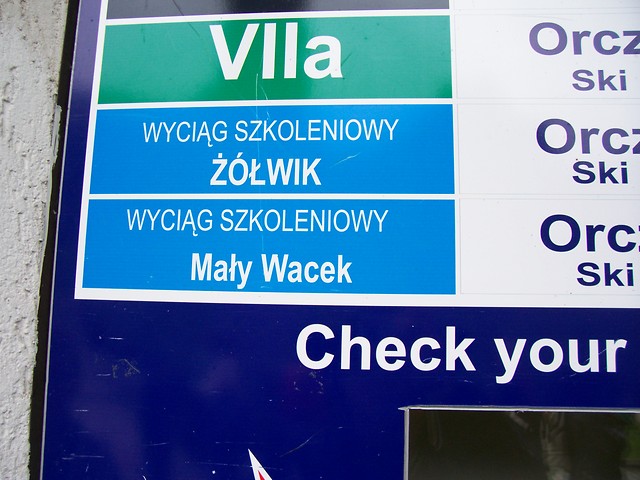 VIIa
Orcz
Ski
WYCIĄG SZKOLENIOWY
ŻÓŁWIK
Orcz
Ski
WYCIĄG SZKOLENIOWY
Mały Wacek
Orcz
Ski
Check your